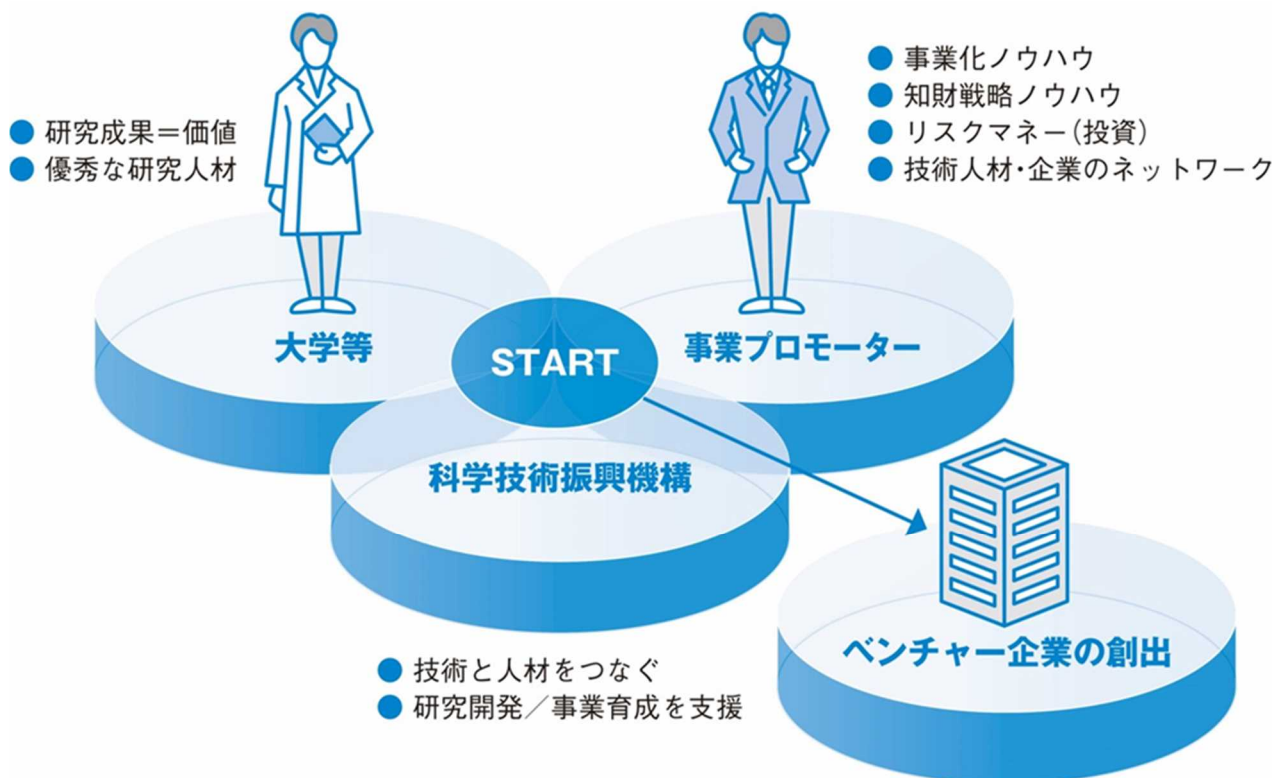 ● 研究成果＝価値
● 優秀な研究人材
● 事業化ノウハウ
● 知財戦略ノウハウ
● リスクマネー（投資）
● 技術人材・企業のネットワーク
大学等
START
事業プロモーター
科学技術振興機構
● 技術と人材をつなぐ
● 研究開発／事業育成を支援
ベンチャー企業の創出